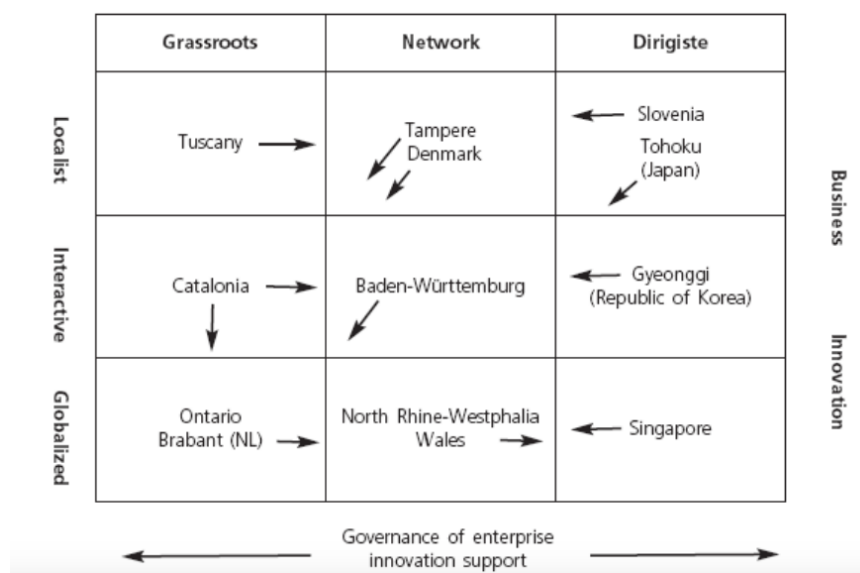 Grassroots
Network
Dirigiste
Localist
Tuscany
Tampere
Denmark
Slovenia
Tohoku
(Japan)
Interactive
Catalonia
Baden-Württemburg
Gyeonggi
(Republic of Korea)
Globalized
Ontario
Brabant (NL)
North Rhine-Westphalia
Wales
Singapore
Business
Innovation
Governance of enterprise
innovation support